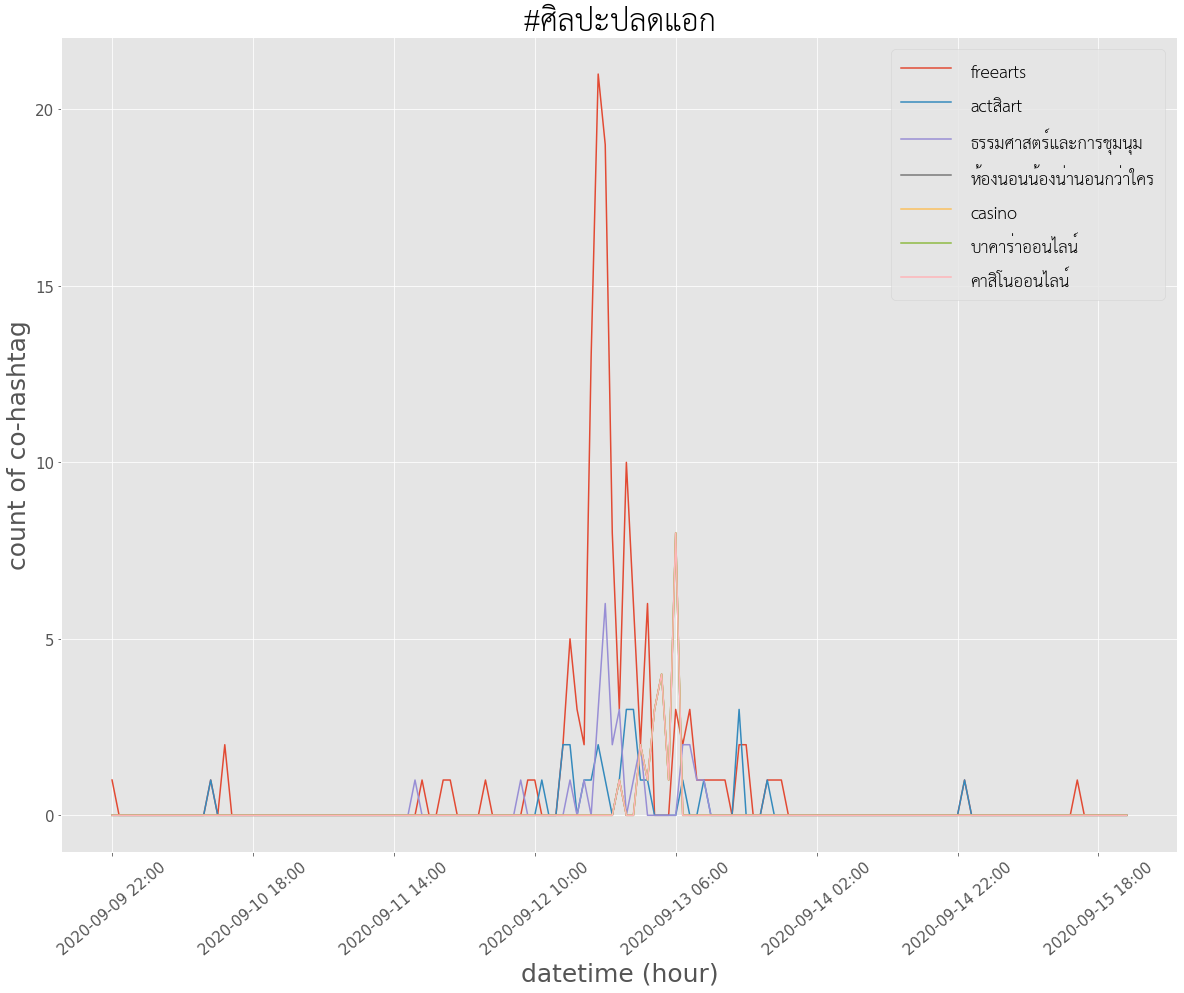 #ศิลปะปลดแอก
freearts
actสิart
ธรรมศาสตร์และการชุมนุม
ห้องนอนน้องน่านอนกว่าใคร
casino
บาคาร่าออนไลน์
คาสิโนออนไลน์
count of co-hashtag
20
15
10
5
0
2020-09-09 22:00
2020-09-10 18:00
2020-09-11 14:00
2020-09-12 10:00
2020-09-13 06:00
2020-09-14 02:00
2020-09-14 22:00
2020-09-15 18:00
datetime (hour)